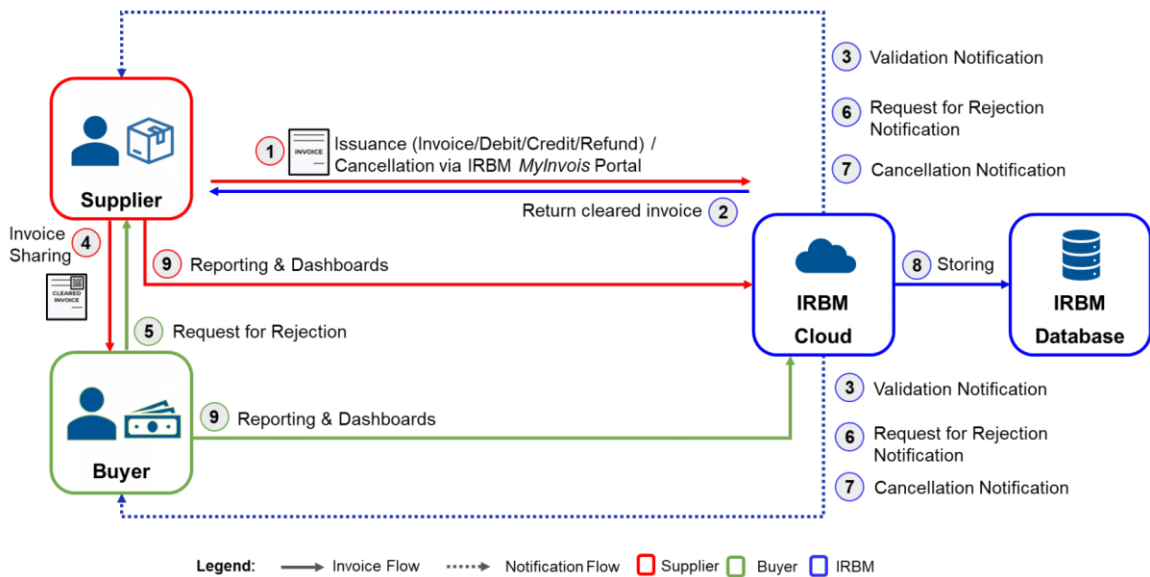 3 Validation Notification
6 Request for Rejection
Notification
7 Cancellation Notification
1 INVOICE Issuance (Invoice/Debit/Credit/Refund) /
Cancellation via IRBM MyInvois Portal
Supplier
Return cleared invoice 2
Invoice
Sharing 4
CLEARED
INVOICE
9 Reporting & Dashboards
IRBM
Cloud
8 Storing
IRBM
Database
5 Request for Rejection
Buyer
9 Reporting & Dashboards
3 Validation Notification
6 Request for Rejection
Notification
7 Cancellation Notification
Legend: Invoice Flow Notification Flow Supplier Buyer IRBM